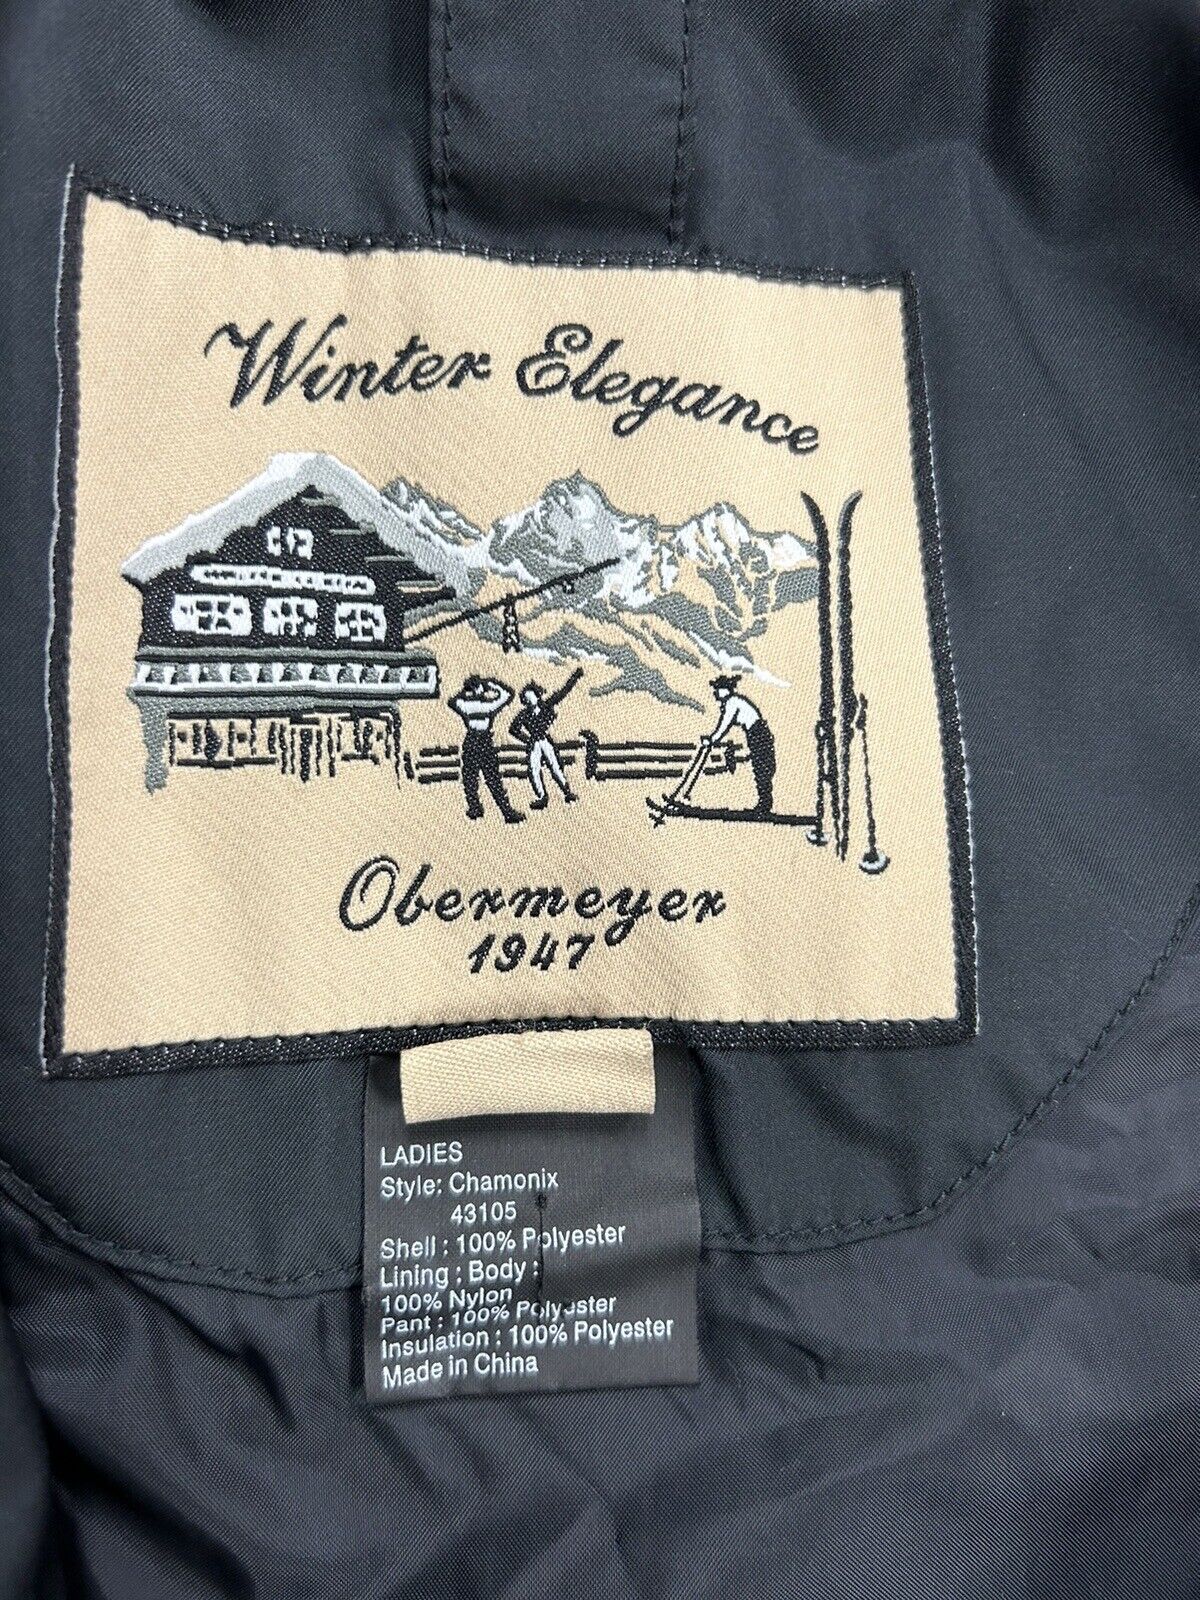 Winter Elegance
Obermeyer
1947
LADIES
Style: Chamonix
43105
Shell : 100% Polyester
Lining : Body :
100% Nylon
Pant : 100% Polyester
Insulation : 100% Polyester
Made in China